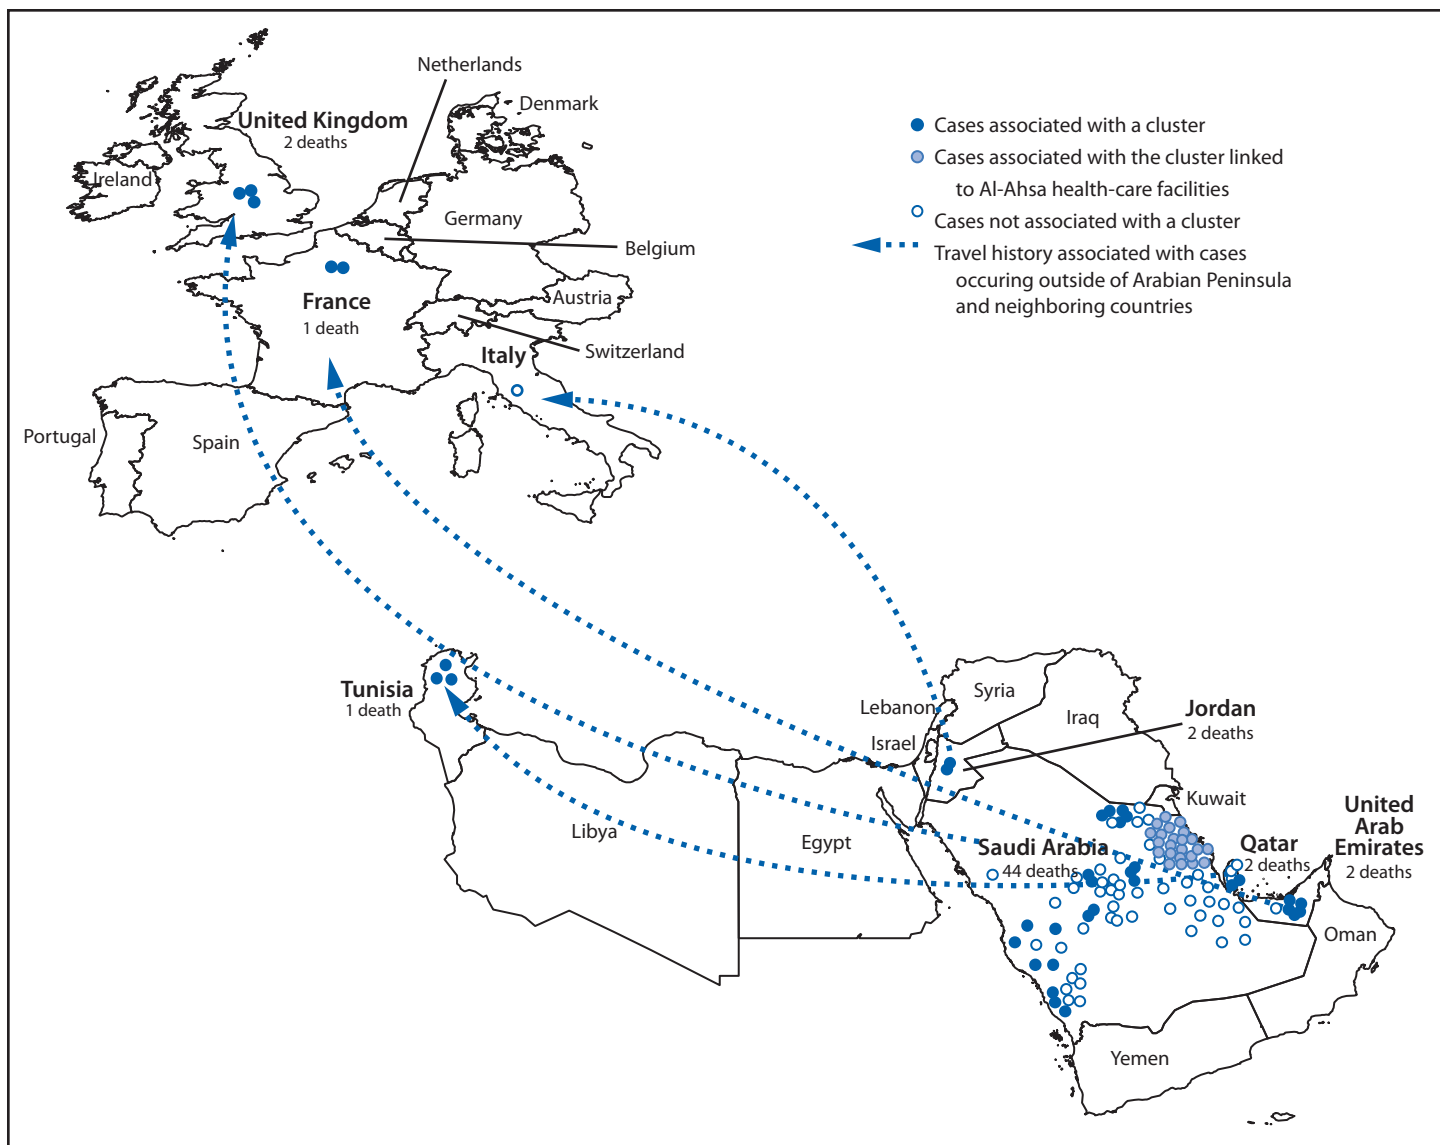 Netherlands
Denmark
United Kingdom
2 deaths
Ireland
Germany
Belgium
France
1 death
Austria
Switzerland
Italy
Portugal
Spain
Cases associated with a cluster
Cases associated with the cluster linked
to Al-Ahsa health-care facilities
Cases not associated with a cluster
Travel history associated with cases
occuring outside of Arabian Peninsula
and neighboring countries
Tunisia
1 death
Syria
Lebanon
Iraq
Jordan
2 deaths
Israel
Kuwait
Libya
Egypt
Saudi Arabia
44 deaths
Qatar
2 deaths
United
Arab
Emirates
2 deaths
Oman
Yemen